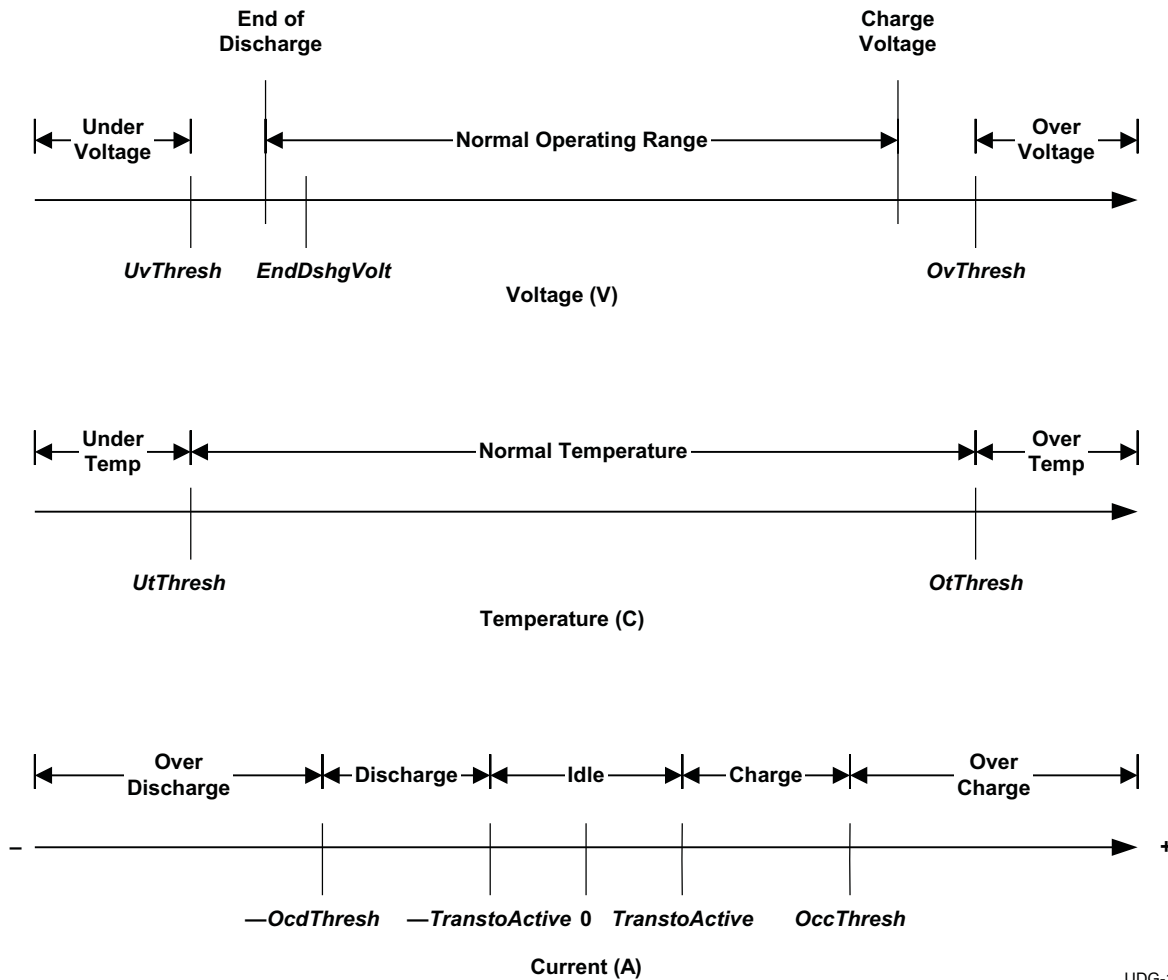 End of
Discharge
Charge
Voltage
Under
Voltage
Normal Operating Range
Over
Voltage
UvThresh
EndDshgVolt
OvThresh
Voltage (V)
Under
Temp
Normal Temperature
Over
Temp
UtThresh
OtThresh
Temperature (C)
Over
Discharge
Discharge
Idle
Charge
Over
Charge
–
+
—OcdThresh
—TranstoActive
0
TranstoActive
OccThresh
Current (A)